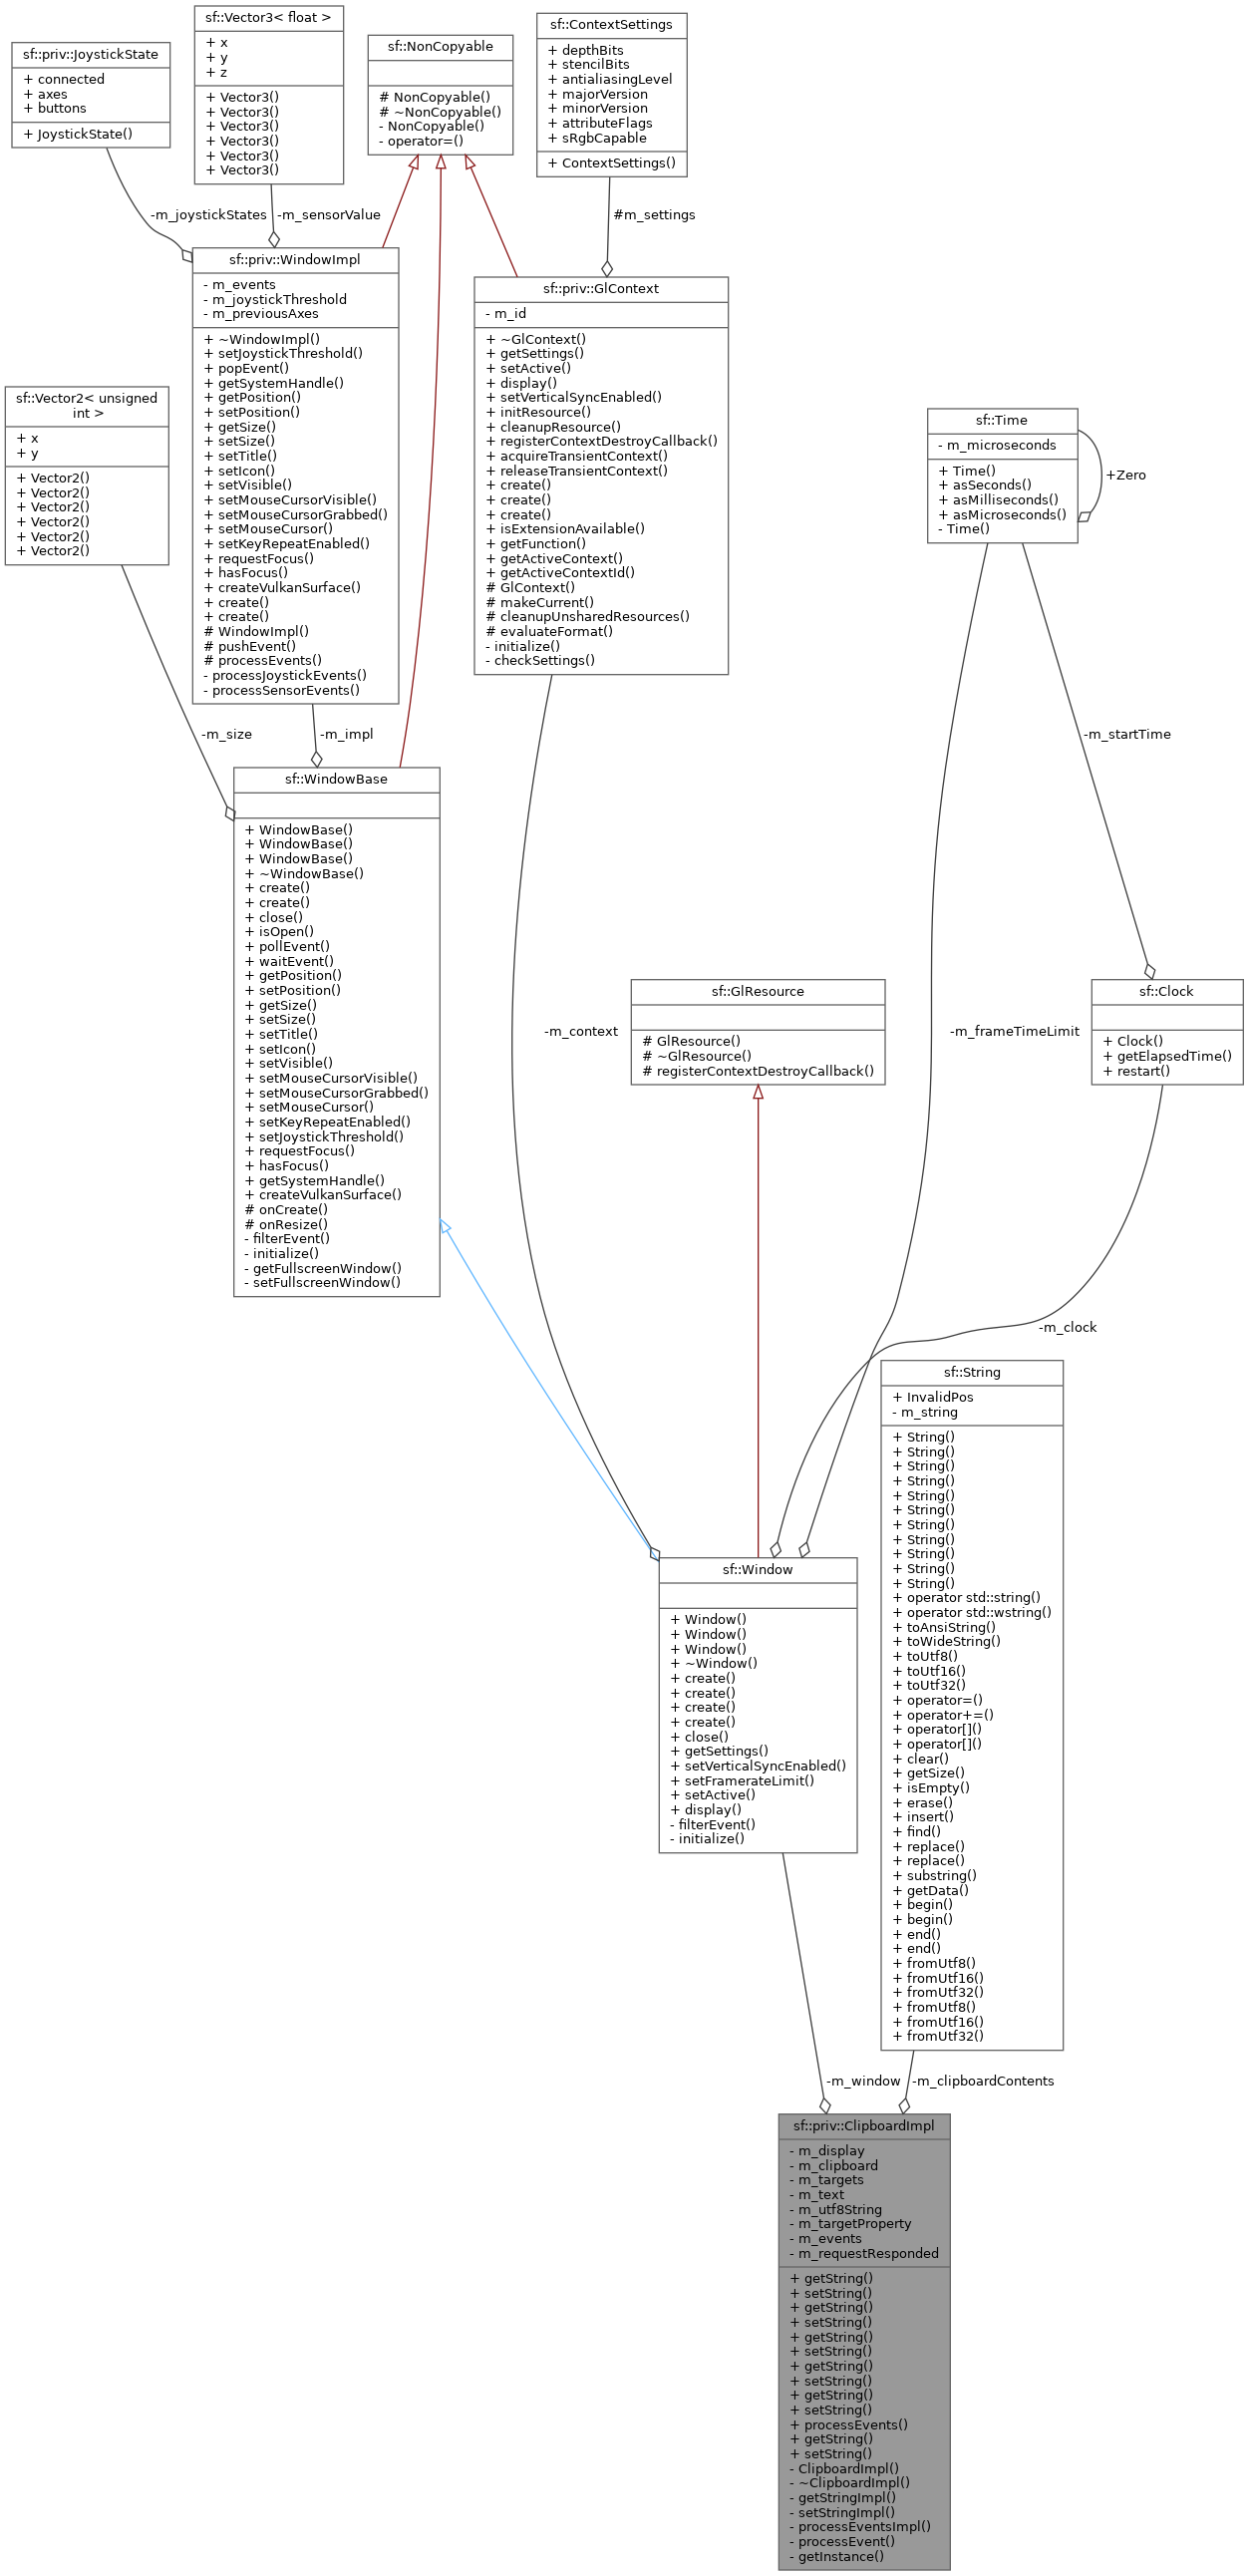 sf::priv::JoystickState
+ connected
+ axes
+ buttons
+ JoystickState()
sf::Vector3< float >
+ x
+ y
+ z
+ Vector3()
+ Vector3()
+ Vector3()
+ Vector3()
+ Vector3()
+ Vector3()
sf::NonCopyable
# NonCopyable()
# ~NonCopyable()
- NonCopyable()
- operator=()
sf::ContextSettings
+ depthBits
+ stencilBits
+ antialiasingLevel
+ majorVersion
+ minorVersion
+ attributeFlags
+ sRgbCapable
+ ContextSettings()
-m_joystickStates
-m_sensorValue
#m_settings
sf::priv::WindowImpl
- m_events
- m_joystickThreshold
- m_previousAxes
+ ~WindowImpl()
+ setJoystickThreshold()
+ popEvent()
+ getSystemHandle()
+ getPosition()
+ setPosition()
+ getSize()
+ setSize()
+ setTitle()
+ setIcon()
+ setVisible()
+ setMouseCursorVisible()
+ setMouseCursorGrabbed()
+ setMouseCursor()
+ setKeyRepeatEnabled()
+ requestFocus()
+ hasFocus()
+ createVulkanSurface()
+ create()
+ create()
# WindowImpl()
# pushEvent()
# processEvents()
- processJoystickEvents()
- processSensorEvents()
sf::priv::GlContext
- m_id
+ ~GlContext()
+ getSettings()
+ setActive()
+ display()
+ setVerticalSyncEnabled()
+ initResource()
+ cleanupResource()
+ registerContextDestroyCallback()
+ acquireTransientContext()
+ releaseTransientContext()
+ create()
+ create()
+ create()
+ isExtensionAvailable()
+ getFunction()
+ getActiveContext()
+ getActiveContextId()
# GlContext()
# makeCurrent()
# cleanupUnsharedResources()
# evaluateFormat()
- initialize()
- checkSettings()
sf::Vector2< unsigned
int >
+ x
+ y
+ Vector2()
+ Vector2()
+ Vector2()
+ Vector2()
+ Vector2()
+ Vector2()
sf::Time
- m_microseconds
+ Time()
+ asSeconds()
+ asMilliseconds()
+ asMicroseconds()
- Time()
+Zero
-m_size
-m_impl
-m_startTime
sf::WindowBase
+ WindowBase()
+ WindowBase()
+ WindowBase()
+ ~WindowBase()
+ create()
+ create()
+ close()
+ isOpen()
+ pollEvent()
+ waitEvent()
+ getPosition()
+ setPosition()
+ getSize()
+ setSize()
+ setTitle()
+ setIcon()
+ setVisible()
+ setMouseCursorVisible()
+ setMouseCursorGrabbed()
+ setMouseCursor()
+ setKeyRepeatEnabled()
+ setJoystickThreshold()
+ requestFocus()
+ hasFocus()
+ getSystemHandle()
+ createVulkanSurface()
# onCreate()
# onResize()
- filterEvent()
- initialize()
- getFullscreenWindow()
- setFullscreenWindow()
-m_context
sf::GlResource
# GlResource()
# ~GlResource()
# registerContextDestroyCallback()
-m_frameTimeLimit
sf::Clock
+ Clock()
+ getElapsedTime()
+ restart()
-m_clock
sf::Window
+ Window()
+ Window()
+ Window()
+ ~Window()
+ create()
+ create()
+ create()
+ create()
+ close()
+ getSettings()
+ setVerticalSyncEnabled()
+ setFramerateLimit()
+ setActive()
+ display()
- filterEvent()
- initialize()
sf::String
+ InvalidPos
- m_string
+ String()
+ String()
+ String()
+ String()
+ String()
+ String()
+ String()
+ String()
+ String()
+ String()
+ String()
+ operator std::string()
+ operator std::wstring()
+ toAnsiString()
+ toWideString()
+ toUtf8()
+ toUtf16()
+ toUtf32()
+ operator=()
+ operator+=()
+ operator[]()
+ operator[]()
+ clear()
+ getSize()
+ isEmpty()
+ erase()
+ insert()
+ find()
+ replace()
+ replace()
+ substring()
+ getData()
+ begin()
+ begin()
+ end()
+ end()
+ fromUtf8()
+ fromUtf16()
+ fromUtf32()
+ fromUtf8()
+ fromUtf16()
+ fromUtf32()
-m_window
-m_clipboardContents
sf::priv::ClipboardImpl
- m_display
- m_clipboard
- m_targets
- m_text
- m_utf8String
- m_targetProperty
- m_events
- m_requestResponded
+ getString()
+ setString()
+ getString()
+ setString()
+ getString()
+ setString()
+ getString()
+ setString()
+ getString()
+ setString()
+ processEvents()
+ getString()
+ setString()
- ClipboardImpl()
- ~ClipboardImpl()
- getStringImpl()
- setStringImpl()
- processEventsImpl()
- processEvent()
- getInstance()